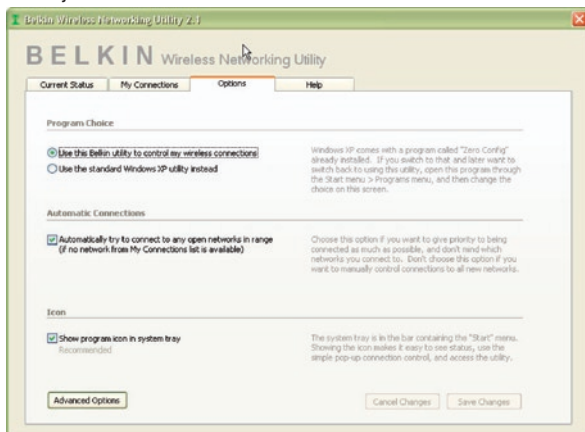 Belkin Wireless Networking Utility 2.1
BELKIN Wireless Networking Utility
Current Status
My Connections
Options
Help
Program Choice
Use this Belkin utility to control my wireless connections
Use the standard Windows XP utility instead
Windows XP comes with a program called "Zero Config"
already installed. If you switch to that and later want to
switch back to using this utility, open this program through
the Start menu > Programs menu, and then change the
choice on this screen.
Automatic Connections
Automatically try to connect to any open networks in range
(if no network from My Connections list is available)
Choose this option if you want to give priority to being
connected as much as possible, and don't mind which
networks you connect to. Don't choose this option if you
want to manually control connections to all new networks.
Icon
Show program icon in system tray
Recommended
The system tray is in the bar containing the "Start" menu.
Showing the icon makes it easy to see status, use the
simple pop-up connection control, and access the utility.
Advanced Options
Cancel Changes
Save Changes